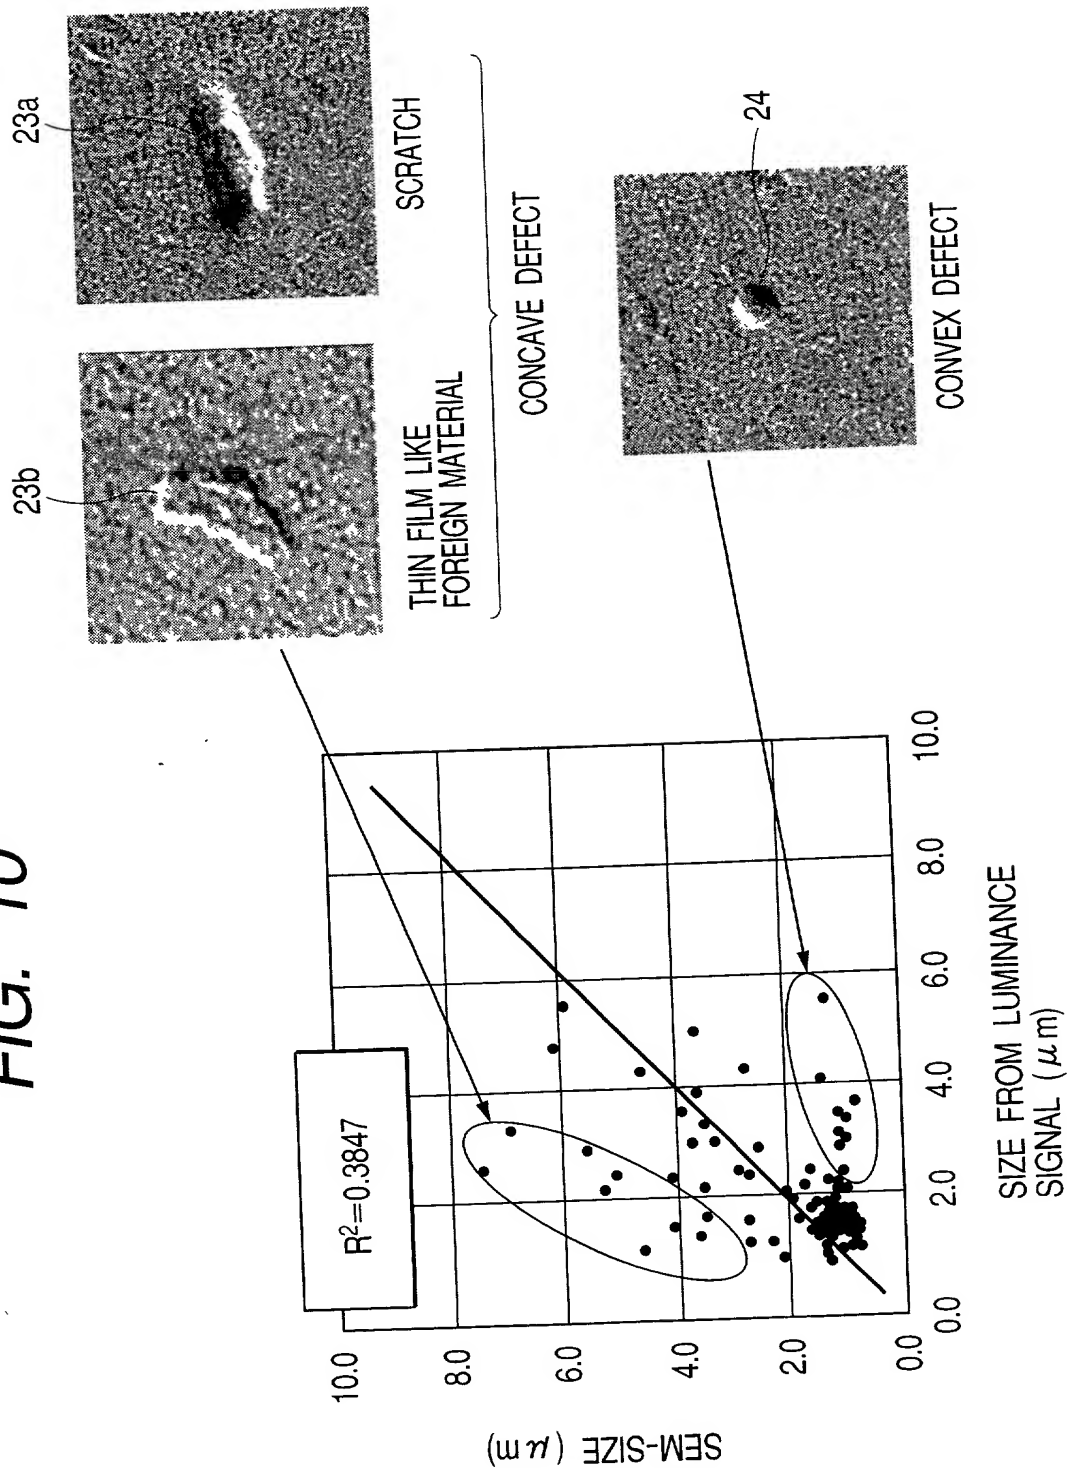 FIG. 10
R²=0.3847
SEM-SIZE (μm)
10.0
8.0
6.0
4.0
2.0
0.0
0.0
2.0
4.0
6.0
8.0
10.0
SIZE FROM LUMINANCE
SIGNAL (μm)
23b
23a
THIN FILM LIKE
FOREIGN MATERIAL
SCRATCH
CONCAVE DEFECT
24
CONVEX DEFECT